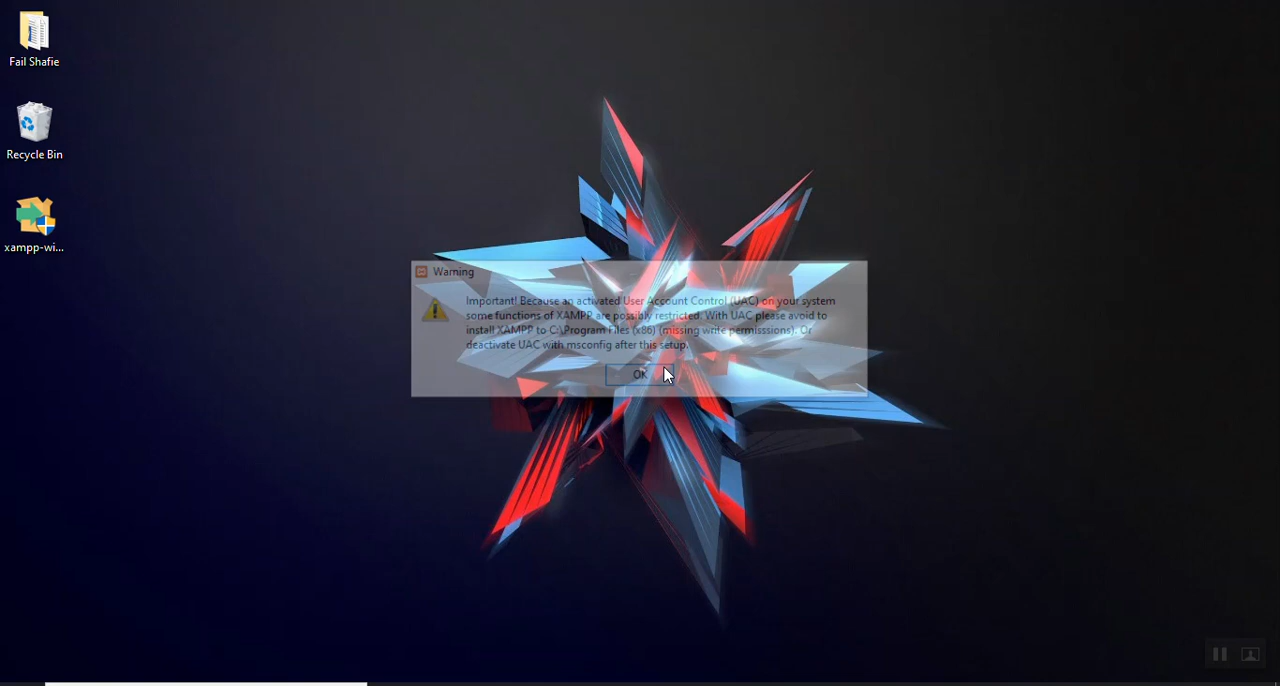 Fail Shafie
Recycle Bin
xampp-wi...
Warning
Important! Because an activated User Account Control (UAC) on your system
some functions of XAMPP are possibly restricted. With UAC please avoid to
install XAMPP to C:\Program Files (x86) (missing write permisssions). Or
deactivate UAC with msconfig after this setup.
OK